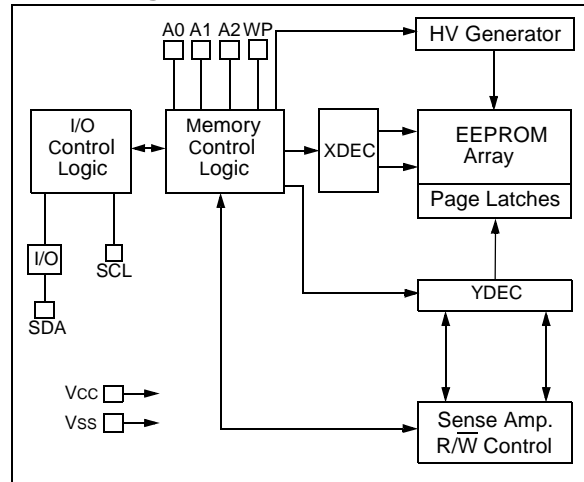 A0 A1 A2 WP
HV Generator
I/O
Control
Logic
Memory
Control
Logic
XDEC
EEPROM
Array
Page Latches
I/O
SCL
SDA
YDEC
VCC
VSS
Sense Amp.
R/W̅ Control